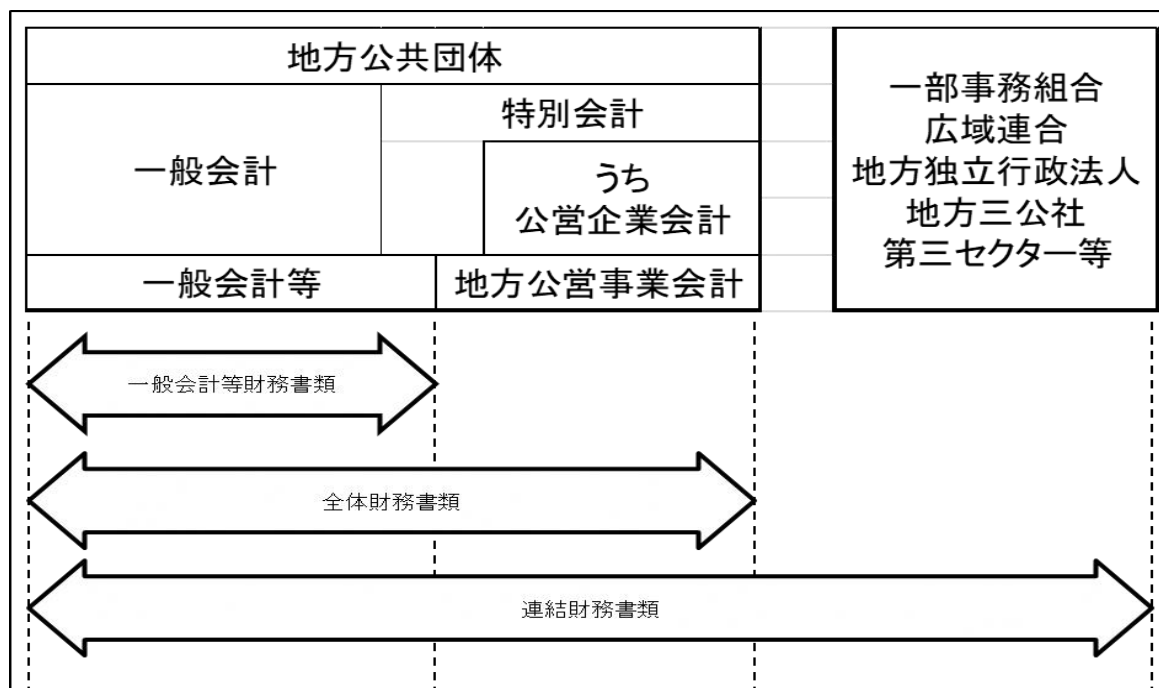 地方公共団体
一般会計
特別会計
うち
公営企業会計
一般会計等
地方公営事業会計
一部事務組合
広域連合
地方独立行政法人
地方三公社
第三セクター等
一般会計等財務書類
全体財務書類
連結財務書類